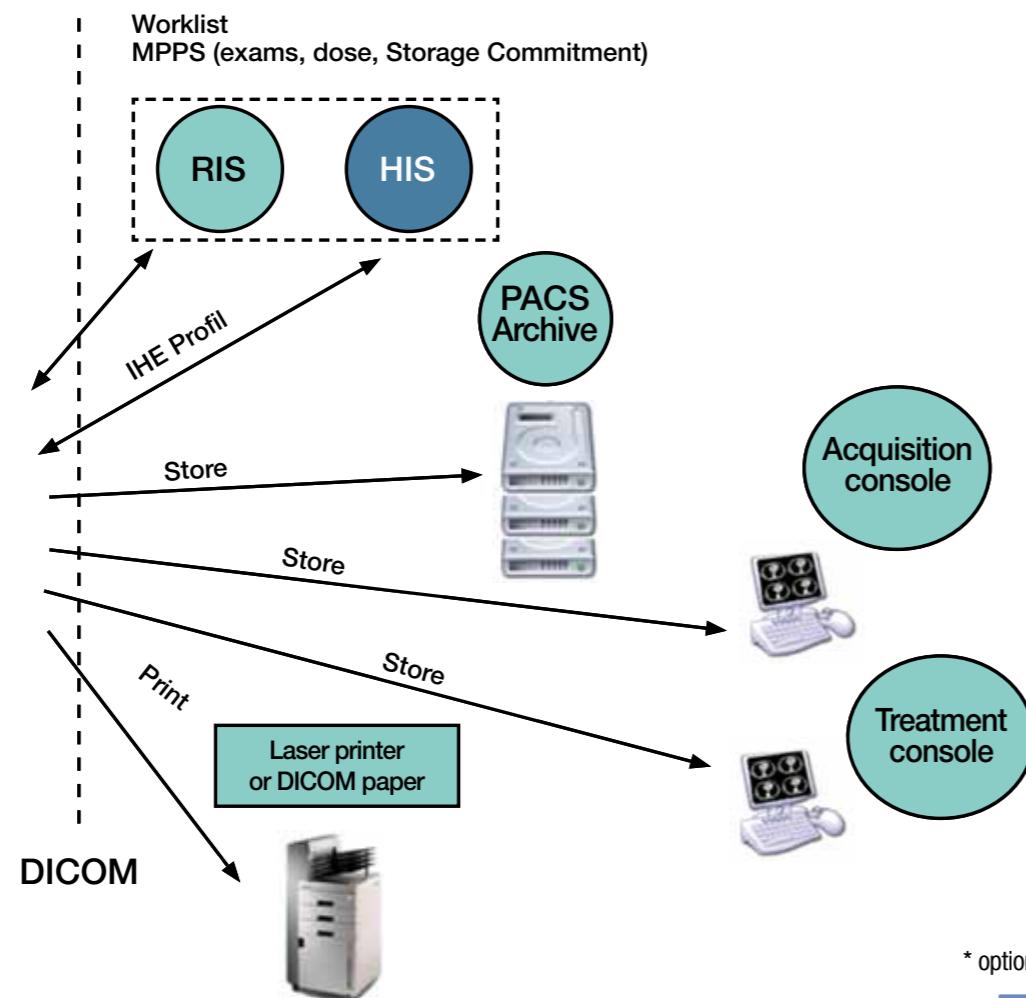 Worklist
MPPS (exams, dose, Storage Commitment)
RIS
HIS
IHE Profil
PACS
Archive
Store
Acquisition
console
Store
Store
Print
Treatment
console
Laser printer
or DICOM paper
DICOM
* option